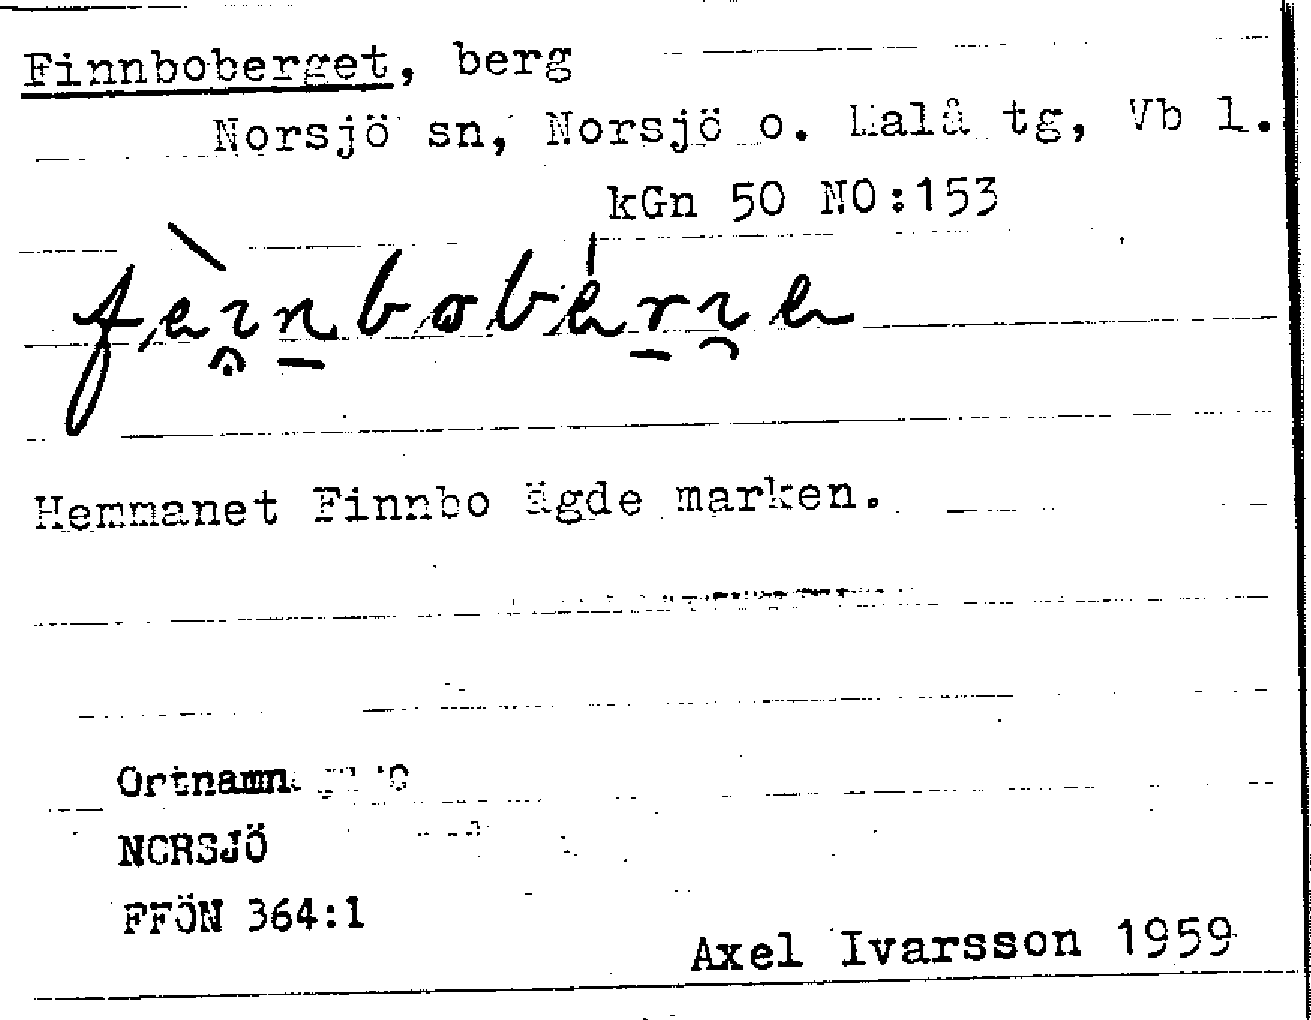 Finnboberget, berg
Norsjö sn, Norsjö o. Malå tg, Vb l.
kGn 50 NO:153
Hemmanet Finnbo ägde marken.
Ortnamn
NORSJÖ
FFÖN 364:1
Axel Ivarsson 1959